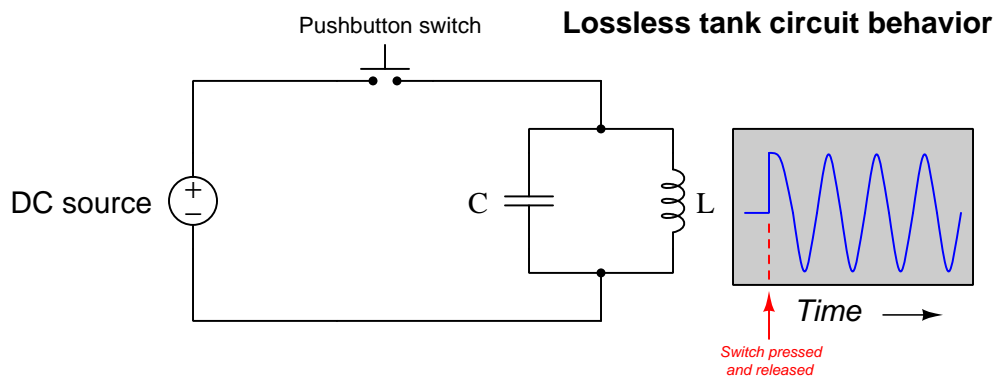 Lossless tank circuit behavior
Pushbutton switch
DC source
+
−
C
L
Time
Switch pressed
and released